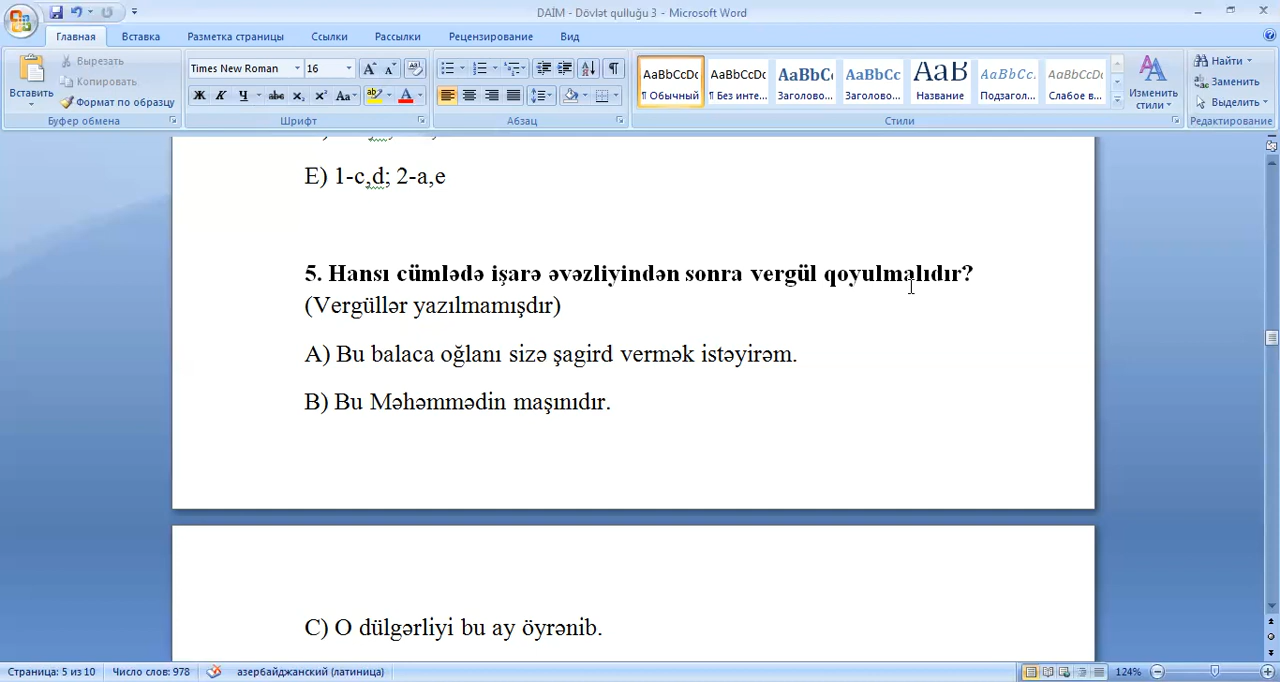 DAIM - Dövlət qulluğu 3 - Microsoft Word
Главная Вставка Разметка страницы Ссылки Рассылки Рецензирование Вид
Вставить
Вырезать
Копировать
Формат по образцу
Буфер обмена
Times New Roman 16
Ж К Ч abc x₂ x² Aa
Шрифт
Абзац
AaBbCcDc AaBbCcDc AaBbC AaBbCc AaB AaBbCc. AaBbCcDc
¶ Обычный ¶ Без инте... Заголово... Заголово... Название Подзагол... Слабое в...
Стили
Изменить
стили
Найти
Заменить
Выделить
Редактирование
E) 1-c,d; 2-a,e
5. Hansı cümlədə işarə əvəzliyindən sonra vergül qoyulmalıdır?
(Vergüllər yazılmamışdır)
A) Bu balaca oğlanı sizə şagird vermək istəyirəm.
B) Bu Məhəmmədin maşınıdır.
C) O dülgərliyi bu ay öyrənib.
Страница: 5 из 10 Число слов: 978 азербайджанский (латиница) 124%